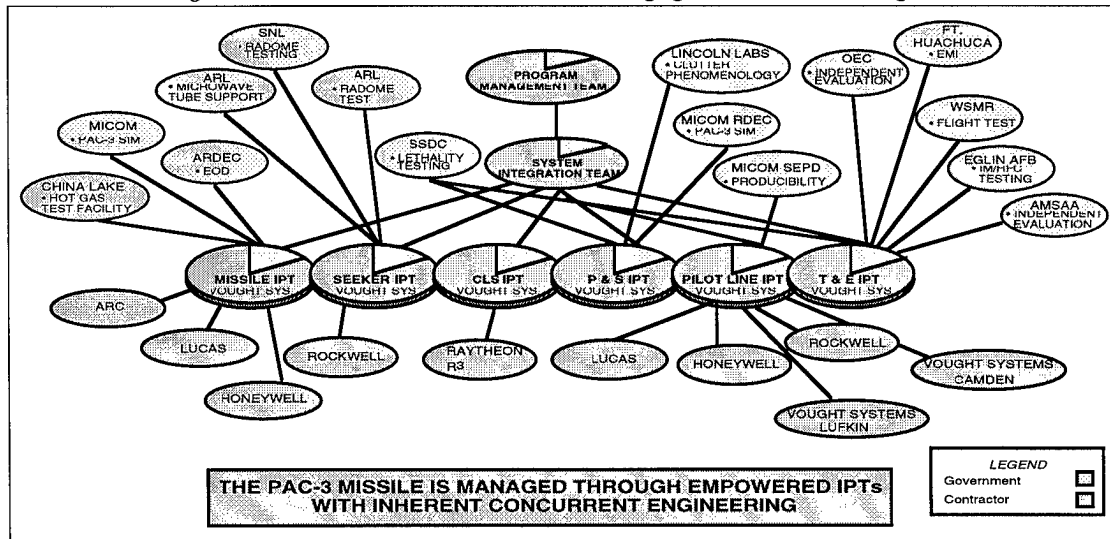 SNL
• RADOME
TESTING
ARL
• MICROWAVE
TUBE SUPPORT
ARL
• RADOME
TEST
PROGRAM
MANAGEMENT TEAM
LINCOLN LABS
• CLUTTER
PHENOMENOLOGY
OEC
• INDEPENDENT
EVALUATION
FT.
HUACHUCA
• EMI
MICOM
• PAC-3 SIM
ARDEC
• EOD
CHINA LAKE
• HOT GAS
TEST FACILITY
SSDC
• LETHALITY
TESTING
SYSTEM
INTEGRATION TEAM
MICOM RDEC
• PAC-3 SIM
MICOM SEPD
• PRODUCIBILITY
WSMR
• FLIGHT TEST
EGLIN AFB
• IM/HFC
TESTING
AMSAA
• INDEPENDENT
EVALUATION
MISSILE IPT
VOUGHT SYS
SEEKER IPT
VOUGHT SYS
CLS IPT
VOUGHT SYS
P & S IPT
VOUGHT SYS
PILOT LINE IPT
VOUGHT SYS
T & E IPT
VOUGHT SYS
ARC
LUCAS
HONEYWELL
ROCKWELL
RAYTHEON
R3
LUCAS
HONEYWELL
ROCKWELL
VOUGHT SYSTEMS
CAMDEN
VOUGHT SYSTEMS
LUFKIN
THE PAC-3 MISSILE IS MANAGED THROUGH EMPOWERED IPTs
WITH INHERENT CONCURRENT ENGINEERING
LEGEND
Government
Contractor